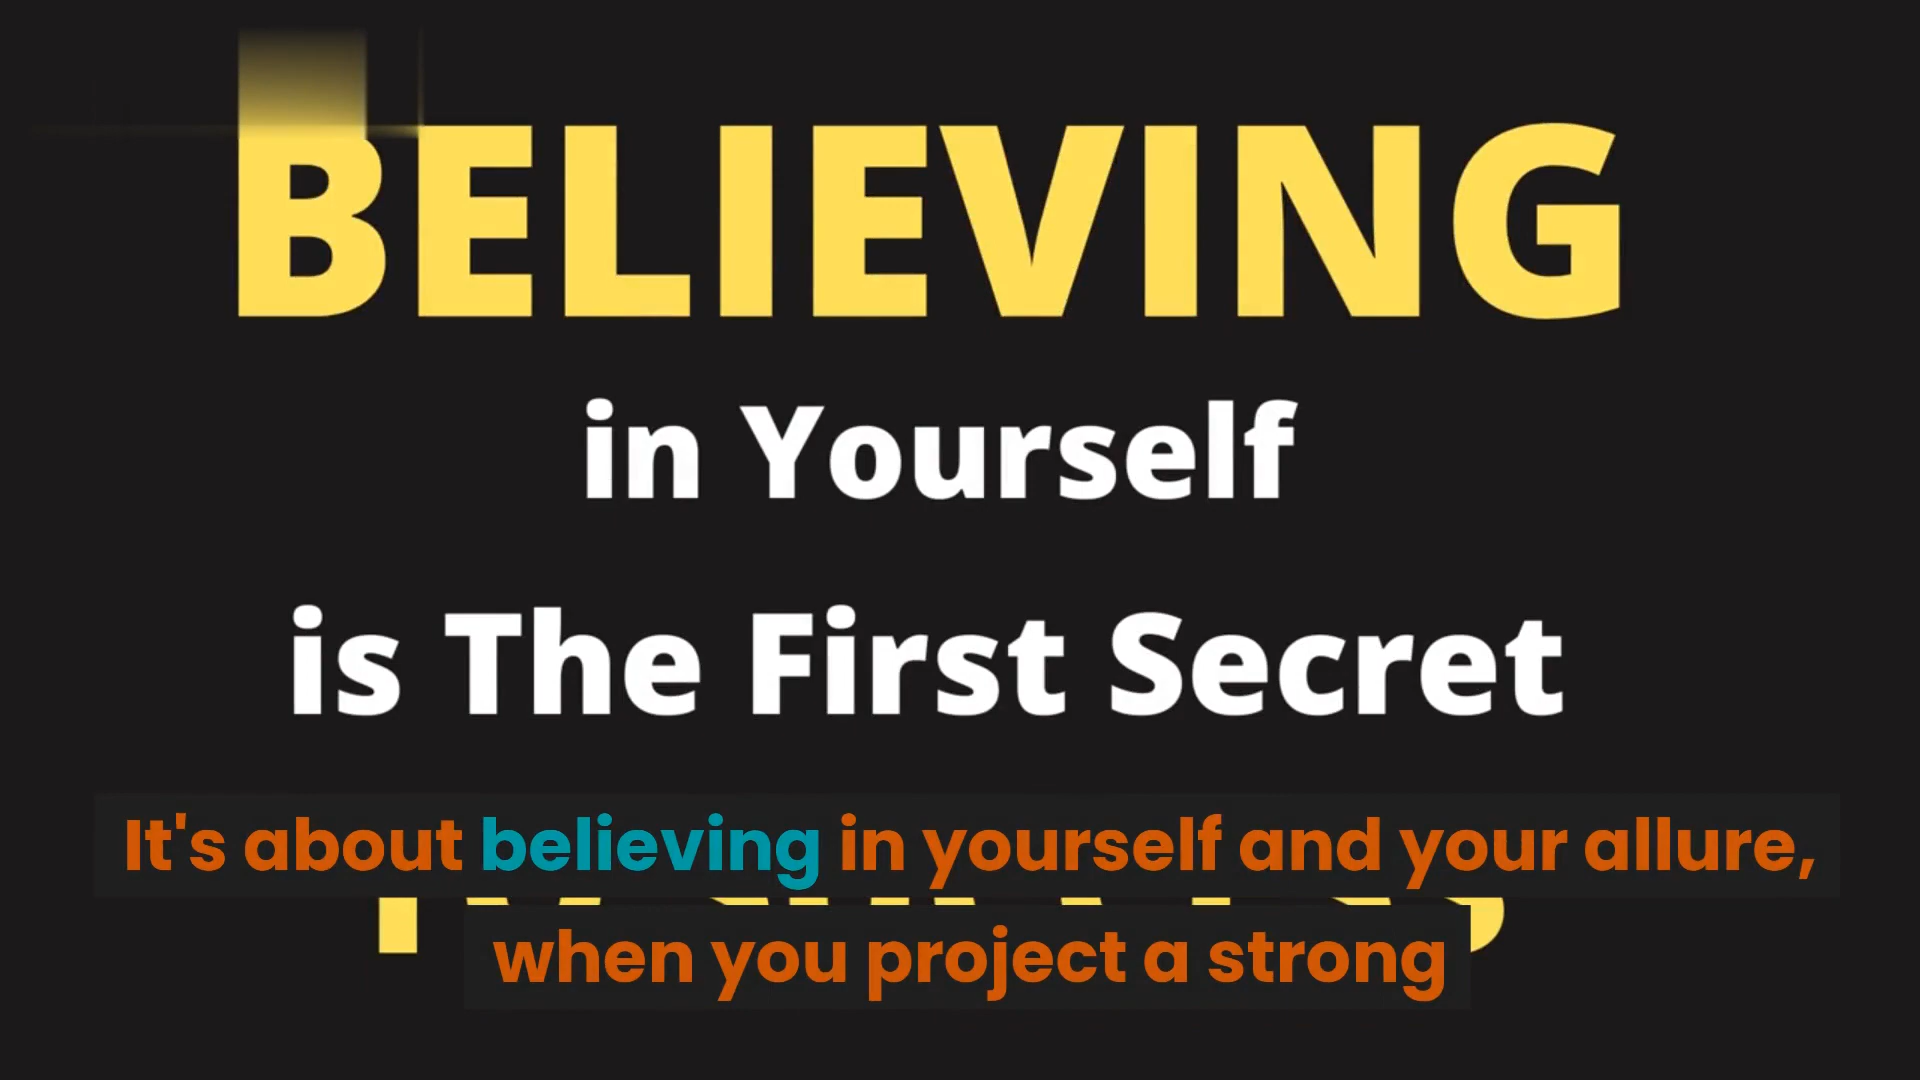 BELIEVING
in Yourself
is The First Secret
It's about believing in yourself and your allure,
when you project a strong